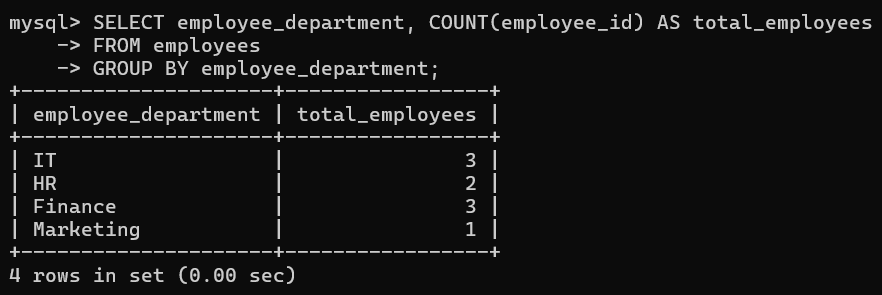 mysql> SELECT employee_department, COUNT(employee_id) AS total_employees
    -> FROM employees
    -> GROUP BY employee_department;
+---------------------+-----------------+
| employee_department | total_employees |
+---------------------+-----------------+
| IT                  |               3 |
| HR                  |               2 |
| Finance             |               3 |
| Marketing           |               1 |
+---------------------+-----------------+
4 rows in set (0.00 sec)